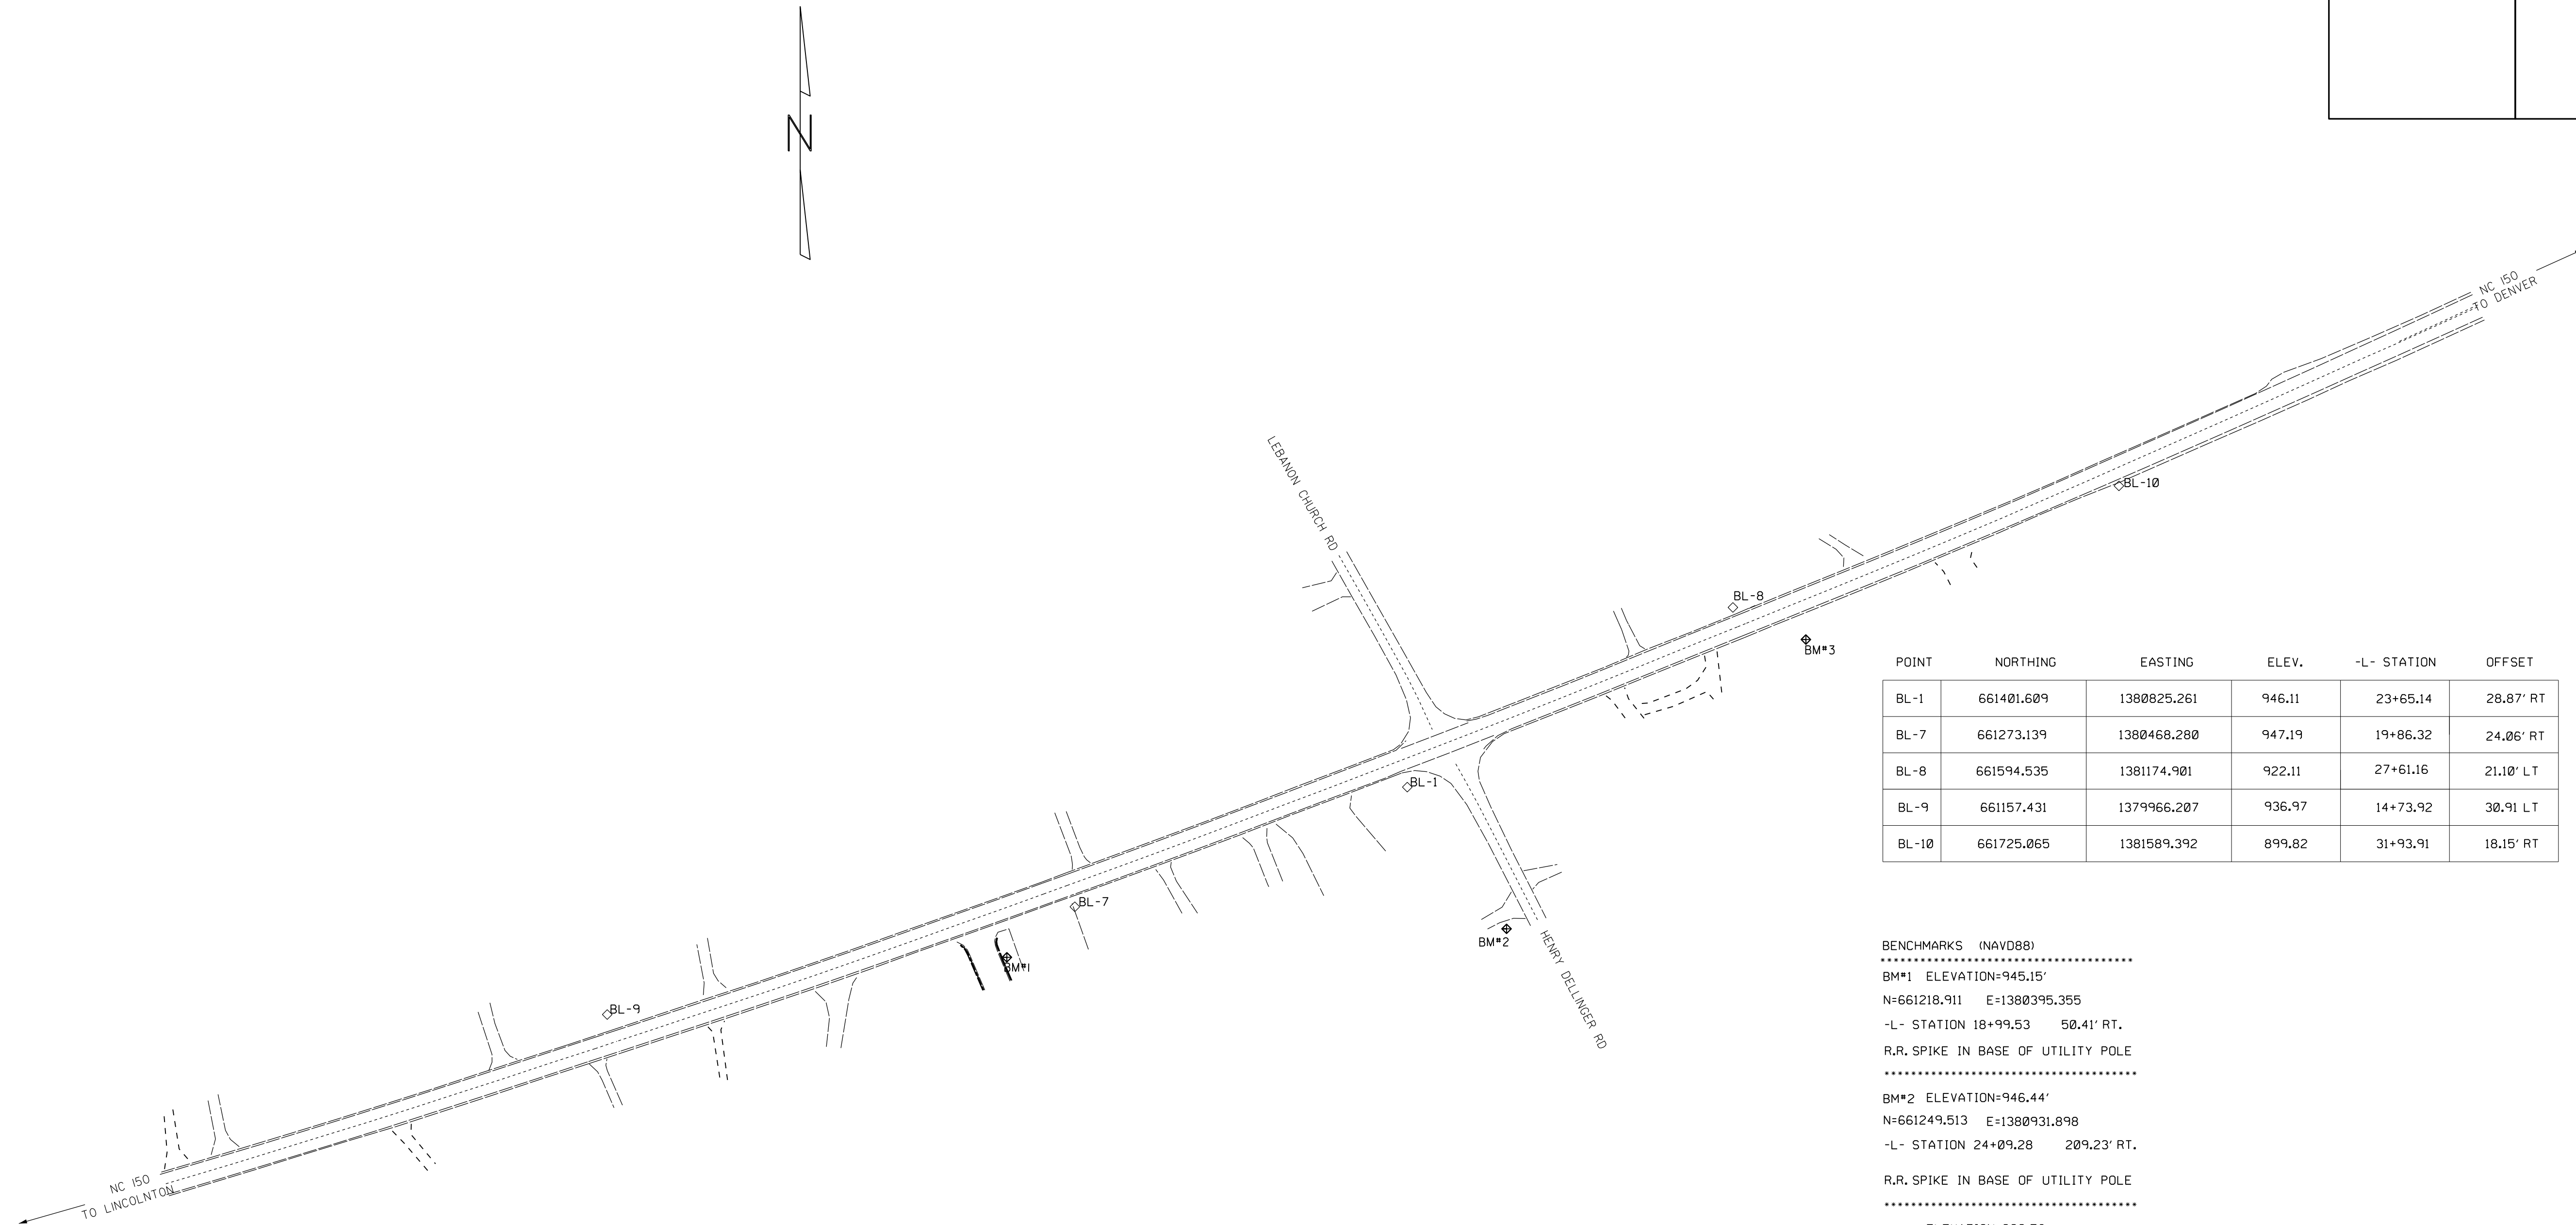 N
NC 150
TO DENVER
LEBANON CHURCH RD
BL-10
BL-8
BM#3
BL-1
BL-7
BM#2
BM#1
HENRY DELLINGER RD
BL-9
NC 150
TO LINCOLNTON
POINT NORTHING EASTING ELEV. -L- STATION OFFSET
BL-1 661401.609 1380825.261 946.11 23+65.14 28.87' RT
BL-7 661273.139 1380468.280 947.19 19+86.32 24.06' RT
BL-8 661594.535 1381174.901 922.11 27+61.16 21.10' LT
BL-9 661157.431 1379966.207 936.97 14+73.92 30.91 LT
BL-10 661725.065 1381589.392 899.82 31+93.91 18.15' RT
BENCHMARKS (NAVD88)
***********************************
BM#1 ELEVATION=945.15'
N=661218.911 E=1380395.355
-L- STATION 18+99.53 50.41' RT.
R.R. SPIKE IN BASE OF UTILITY POLE
***********************************
BM#2 ELEVATION=946.44'
N=661249.513 E=1380931.898
-L- STATION 24+09.28 209.23' RT.
R.R. SPIKE IN BASE OF UTILITY POLE
***********************************